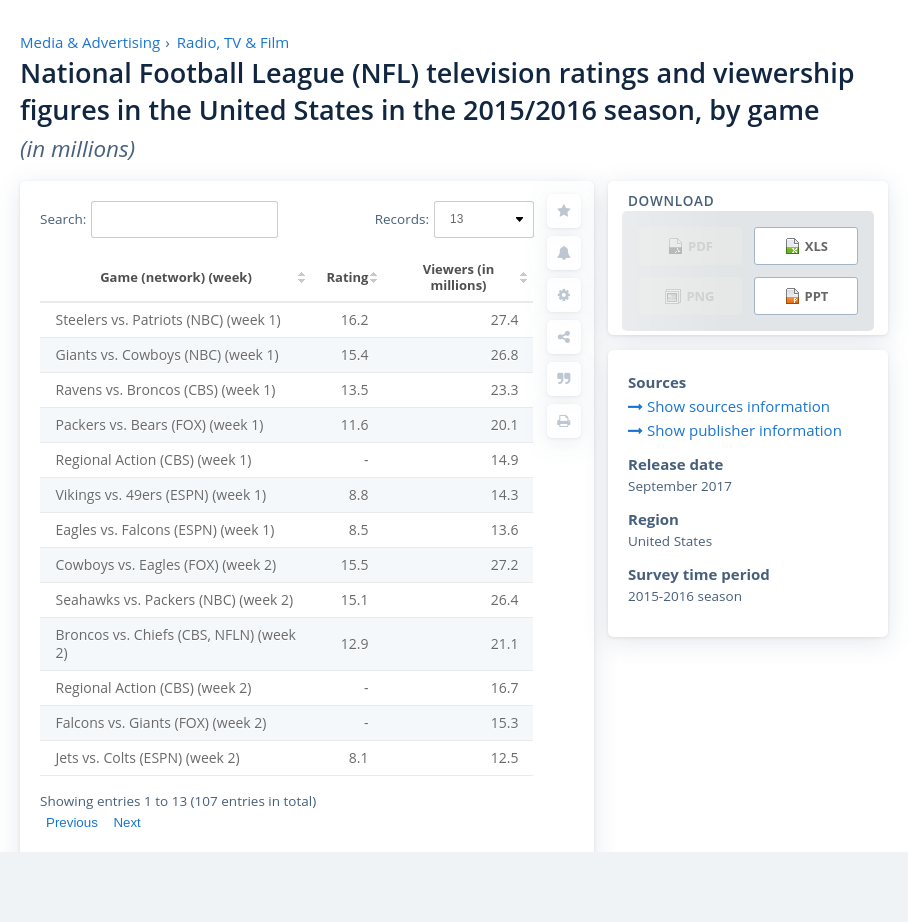 Media & Advertising › Radio, TV & Film
National Football League (NFL) television ratings and viewership
figures in the United States in the 2015/2016 season, by game
(in millions)
Search:
Records: 13
Game (network) (week) Rating Viewers (in millions)
Steelers vs. Patriots (NBC) (week 1) 16.2 27.4
Giants vs. Cowboys (NBC) (week 1) 15.4 26.8
Ravens vs. Broncos (CBS) (week 1) 13.5 23.3
Packers vs. Bears (FOX) (week 1) 11.6 20.1
Regional Action (CBS) (week 1) - 14.9
Vikings vs. 49ers (ESPN) (week 1) 8.8 14.3
Eagles vs. Falcons (ESPN) (week 1) 8.5 13.6
Cowboys vs. Eagles (FOX) (week 2) 15.5 27.2
Seahawks vs. Packers (NBC) (week 2) 15.1 26.4
Broncos vs. Chiefs (CBS, NFLN) (week 2) 12.9 21.1
Regional Action (CBS) (week 2) - 16.7
Falcons vs. Giants (FOX) (week 2) - 15.3
Jets vs. Colts (ESPN) (week 2) 8.1 12.5
Showing entries 1 to 13 (107 entries in total)
Previous Next
DOWNLOAD
PDF XLS
PNG PPT
Sources
Show sources information
Show publisher information
Release date
September 2017
Region
United States
Survey time period
2015-2016 season